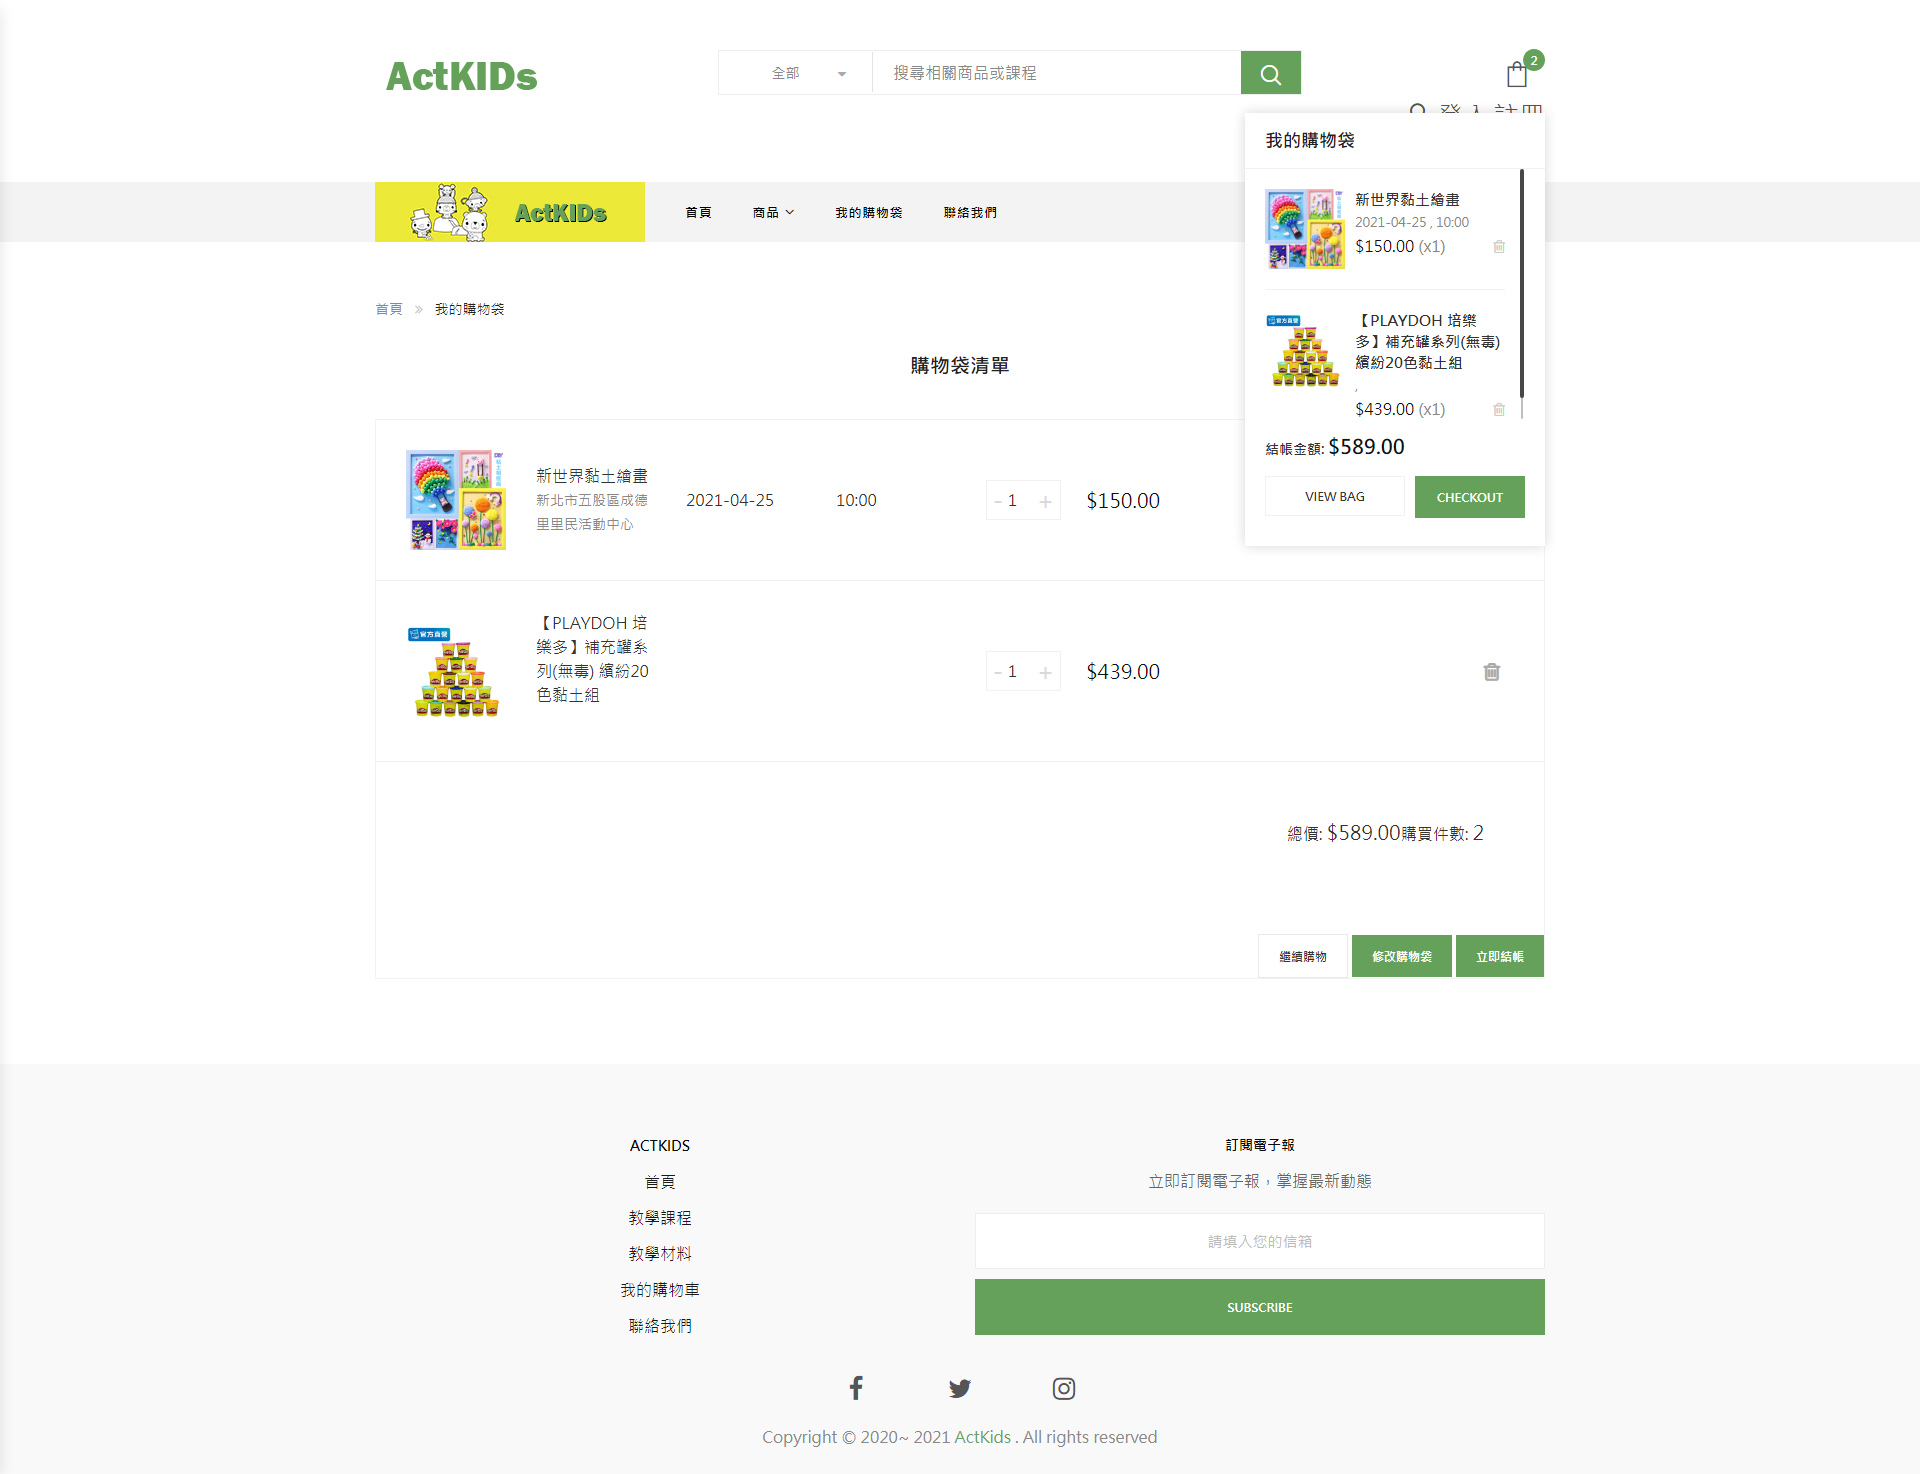 ActKIDs
全部
搜尋相關商品或課程
2
我的購物袋
新世界黏土繪畫
2021-04-25 , 10:00
$150.00 (x1)
【PLAYDOH 培樂
多】補充罐系列(無毒)
繽紛20色黏土組
,
$439.00 (x1)
結帳金額: $589.00
VIEW BAG
CHECKOUT
ActKIDs
首頁
商品
我的購物袋
聯絡我們
首頁 » 我的購物袋
購物袋清單
新世界黏土繪畫
新北市五股區成德
里里民活動中心
2021-04-25
10:00
- 1 +
$150.00
【PLAYDOH 培
樂多】補充罐系
列(無毒) 繽紛20
色黏土組
- 1 +
$439.00
官方直營
總價: $589.00購買件數: 2
繼續購物
修改購物袋
立即結帳
ACTKIDS
首頁
教學課程
教學材料
我的購物車
聯絡我們
訂閱電子報
立即訂閱電子報，掌握最新動態
請填入您的信箱
SUBSCRIBE
Copyright © 2020~ 2021 ActKids . All rights reserved